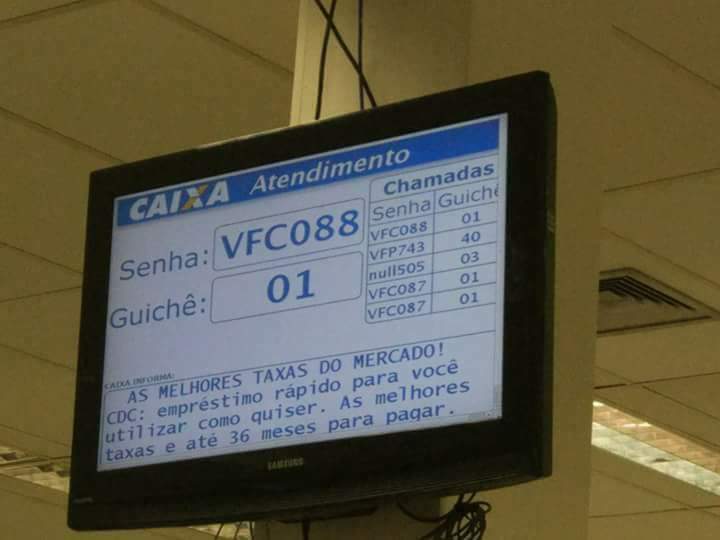 CAIXA Atendimento
Senha: VFC088
Guichê: 01
Chamadas
Senha Guichê
VFC088 01
VFP743 40
null505 03
VFC087 01
VFC087 01
CAIXA INFORMA:
AS MELHORES TAXAS DO MERCADO!
CDC: empréstimo rápido para você
utilizar como quiser. As melhores
taxas e até 36 meses para pagar.
SAMSUNG